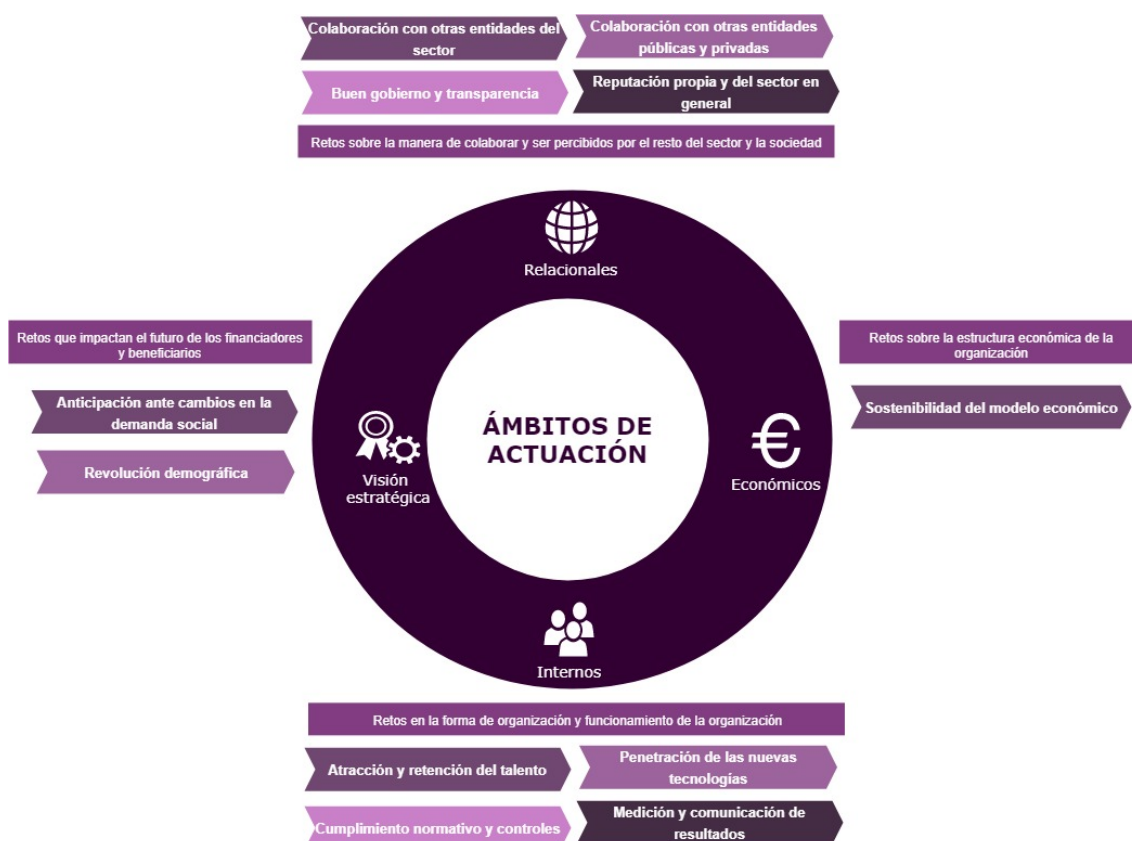 Colaboración con otras entidades del
sector
Colaboración con otras entidades
públicas y privadas
Buen gobierno y transparencia
Reputación propia y del sector en
general
Retos sobre la manera de colaborar y ser percibidos por el resto del sector y la sociedad
Relacionales
Retos que impactan el futuro de los financiadores
y beneficiarios
Anticipación ante cambios en la
demanda social
Revolución demográfica
Visión
estratégica
ÁMBITOS DE
ACTUACIÓN
€
Económicos
Retos sobre la estructura económica de la
organización
Sostenibilidad del modelo económico
Internos
Retos en la forma de organización y funcionamiento de la organización
Atracción y retención del talento
Penetración de las nuevas
tecnologías
Cumplimiento normativo y controles
Medición y comunicación de
resultados